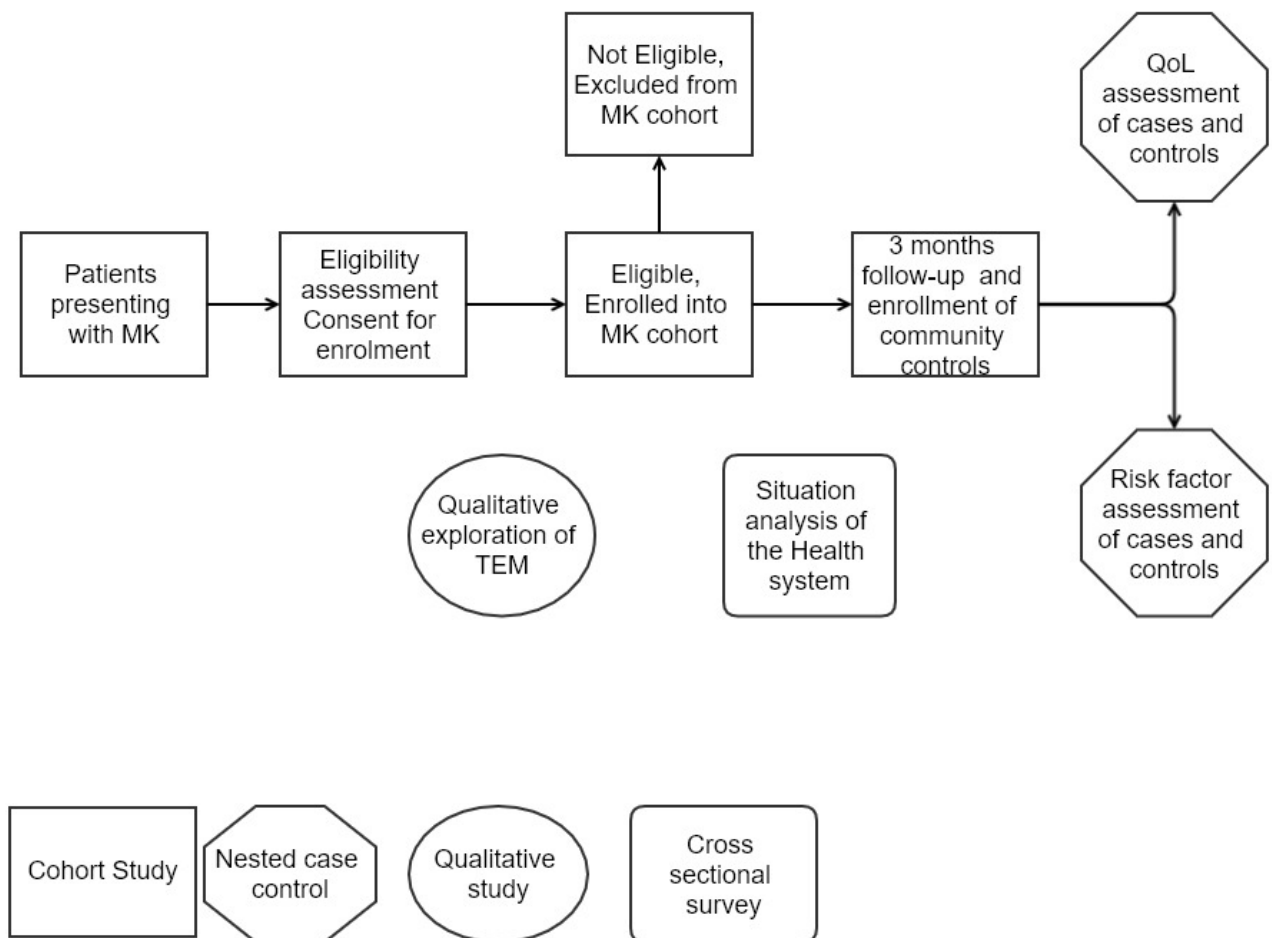 Not Eligible,
Excluded from
MK cohort
QoL
assessment
of cases and
controls
Patients
presenting
with MK
Eligibility
assessment
Consent for
enrolment
Eligible,
Enrolled into
MK cohort
3 months
follow-up and
enrollment of
community
controls
Qualitative
exploration of
TEM
Situation
analysis of
the Health
system
Risk factor
assessment
of cases and
controls
Cohort Study
Nested case
control
Qualitative
study
Cross
sectional
survey